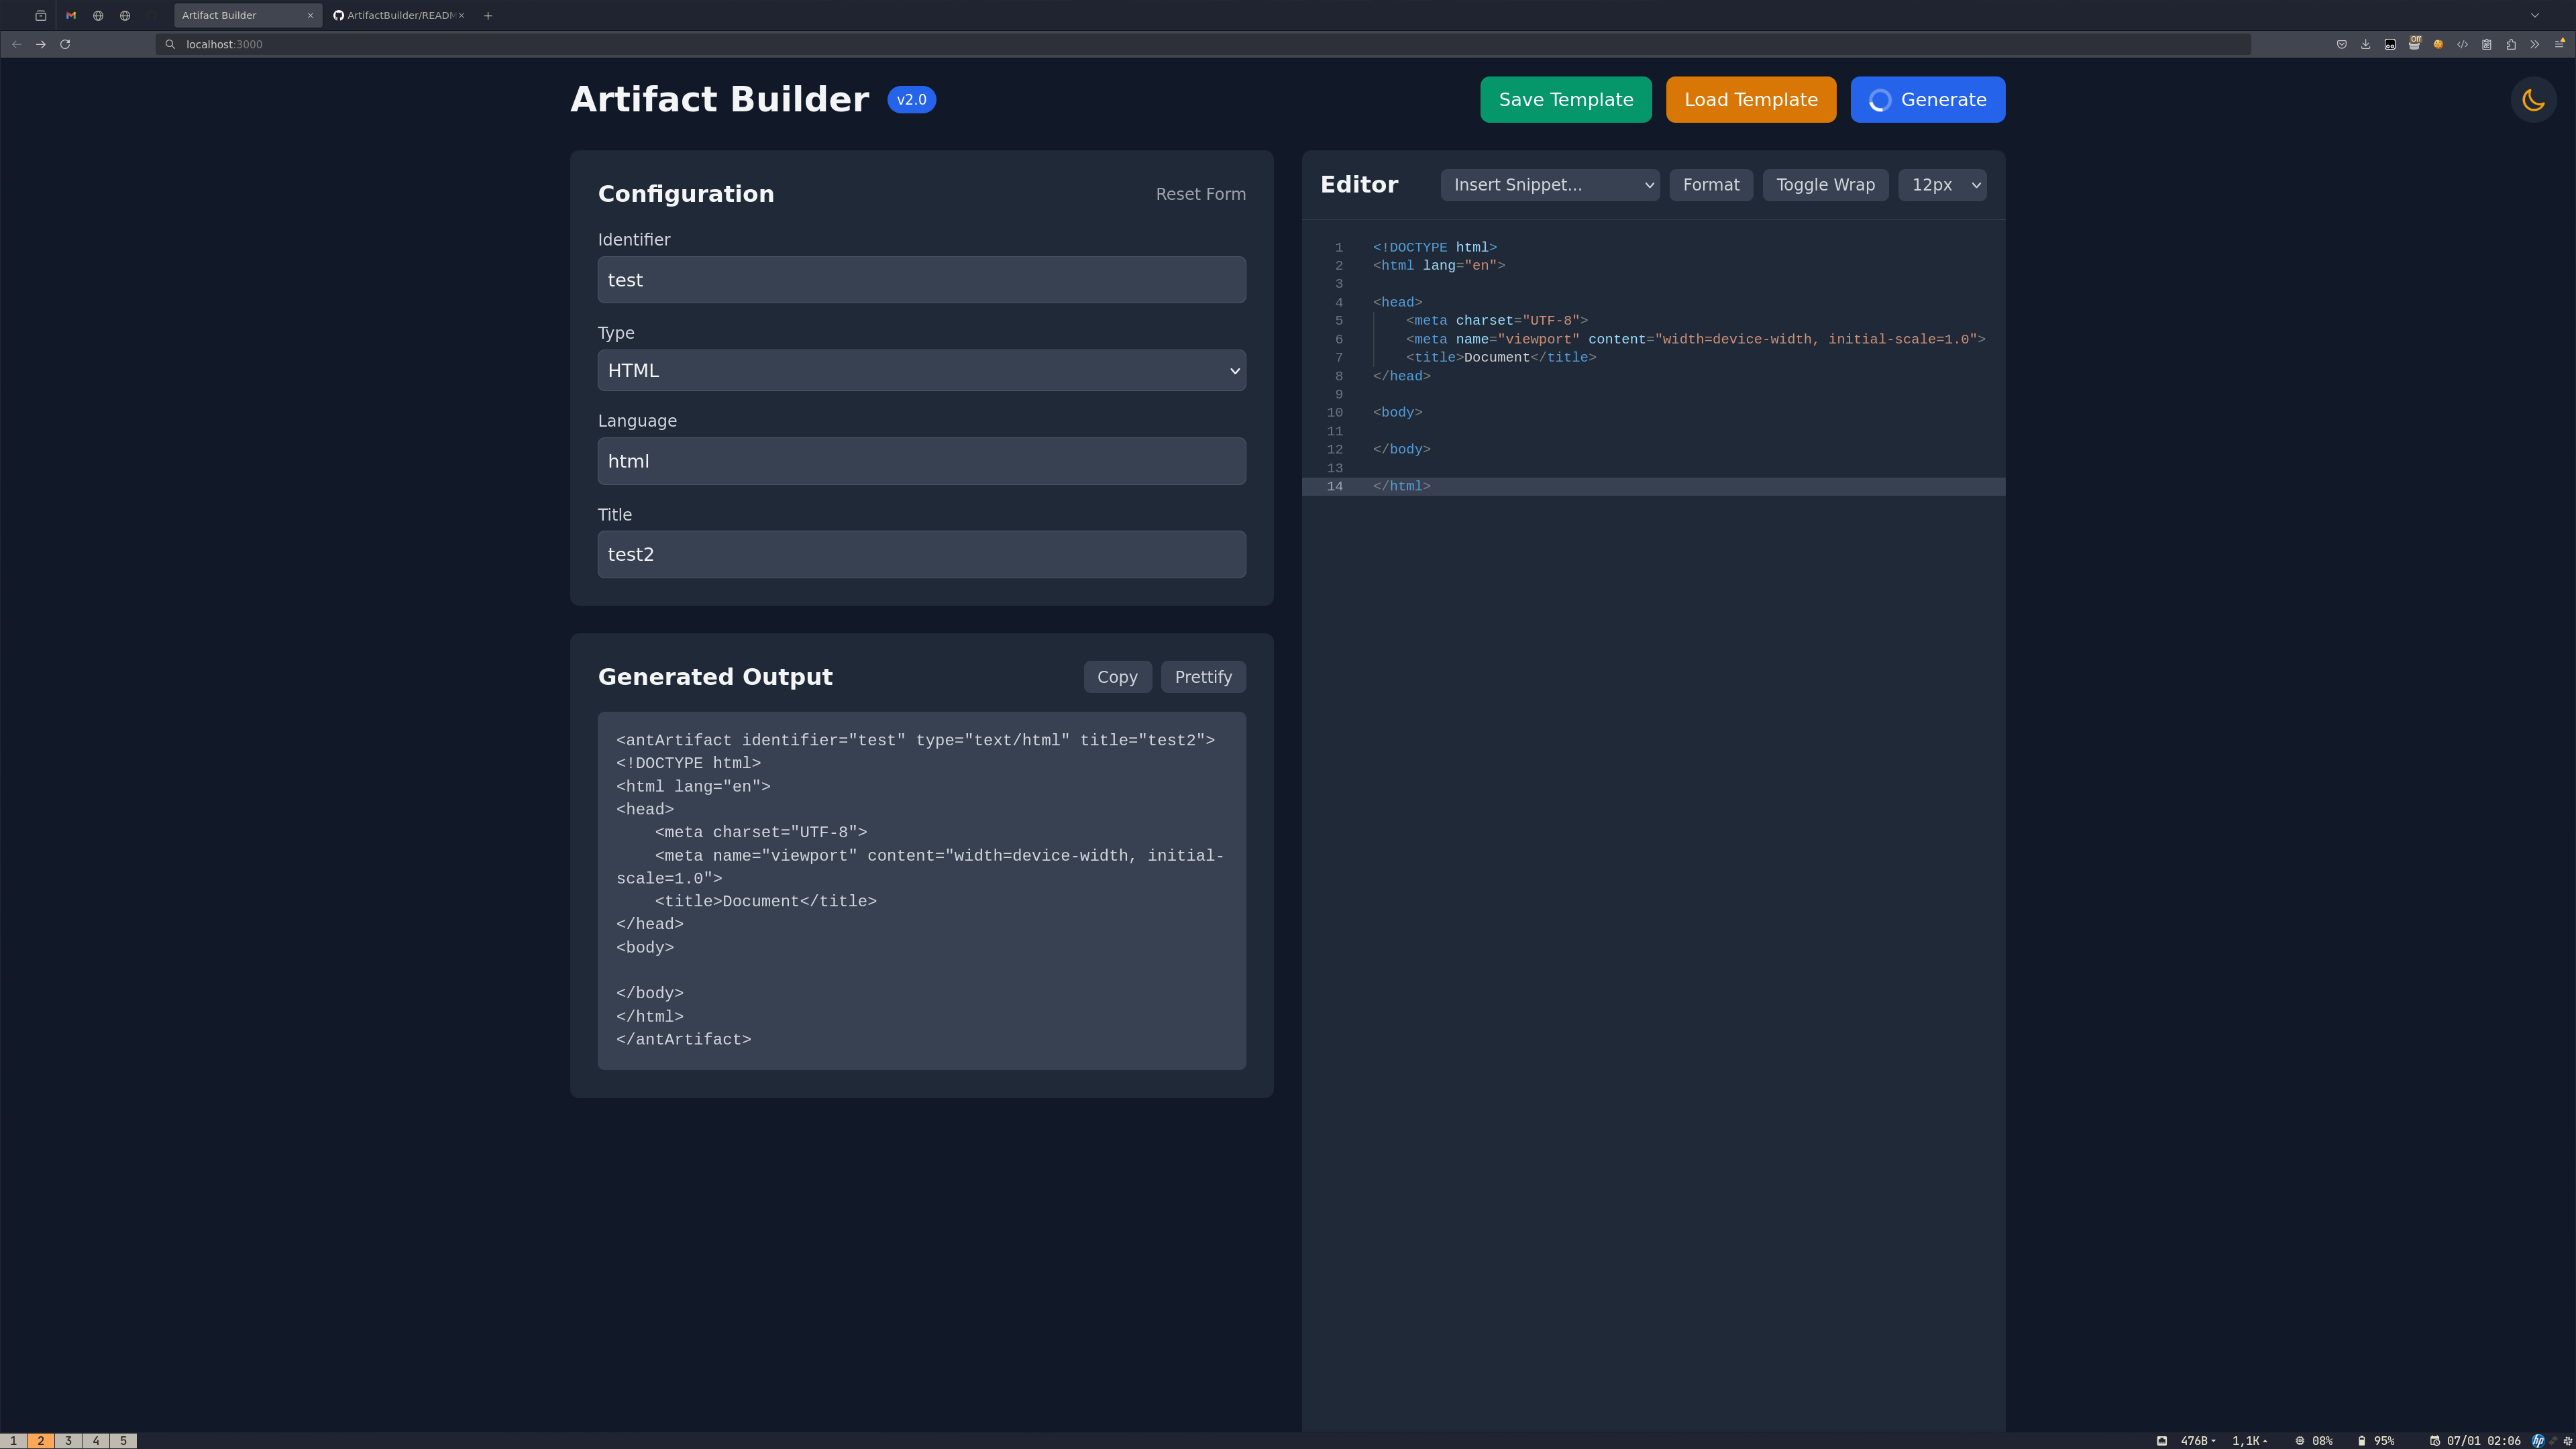 Artifact Builder
ArtifactBuilder/READM
localhost:3000
Off
Artifact Builder
v2.0
Save Template
Load Template
Generate
Configuration
Reset Form
Identifier
test
Type
HTML
Language
html
Title
test2
Generated Output
Copy
Prettify
<antArtifact identifier="test" type="text/html" title="test2">
<!DOCTYPE html>
<html lang="en">
<head>
    <meta charset="UTF-8">
    <meta name="viewport" content="width=device-width, initial-
scale=1.0">
    <title>Document</title>
</head>
<body>

</body>
</html>
</antArtifact>
Editor
Insert Snippet...
Format
Toggle Wrap
12px
1 <!DOCTYPE html>
2 <html lang="en">
3
4 <head>
5     <meta charset="UTF-8">
6     <meta name="viewport" content="width=device-width, initial-scale=1.0">
7     <title>Document</title>
8 </head>
9
10 <body>
11
12 </body>
13
14 </html>
1 2 3 4 5
476B 1,1K 08% 95% 07/01 02:06 hp